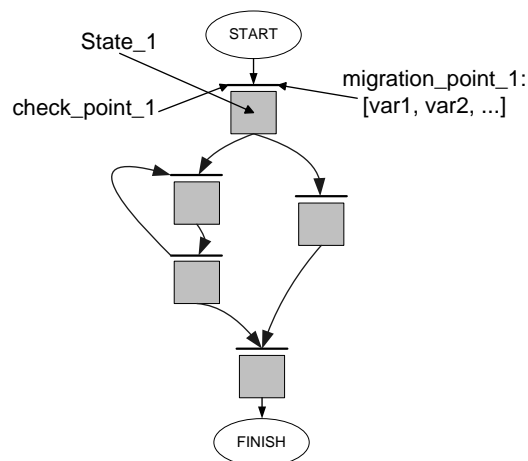 State_1
START
check_point_1
migration_point_1:
[var1, var2, ...]
FINISH